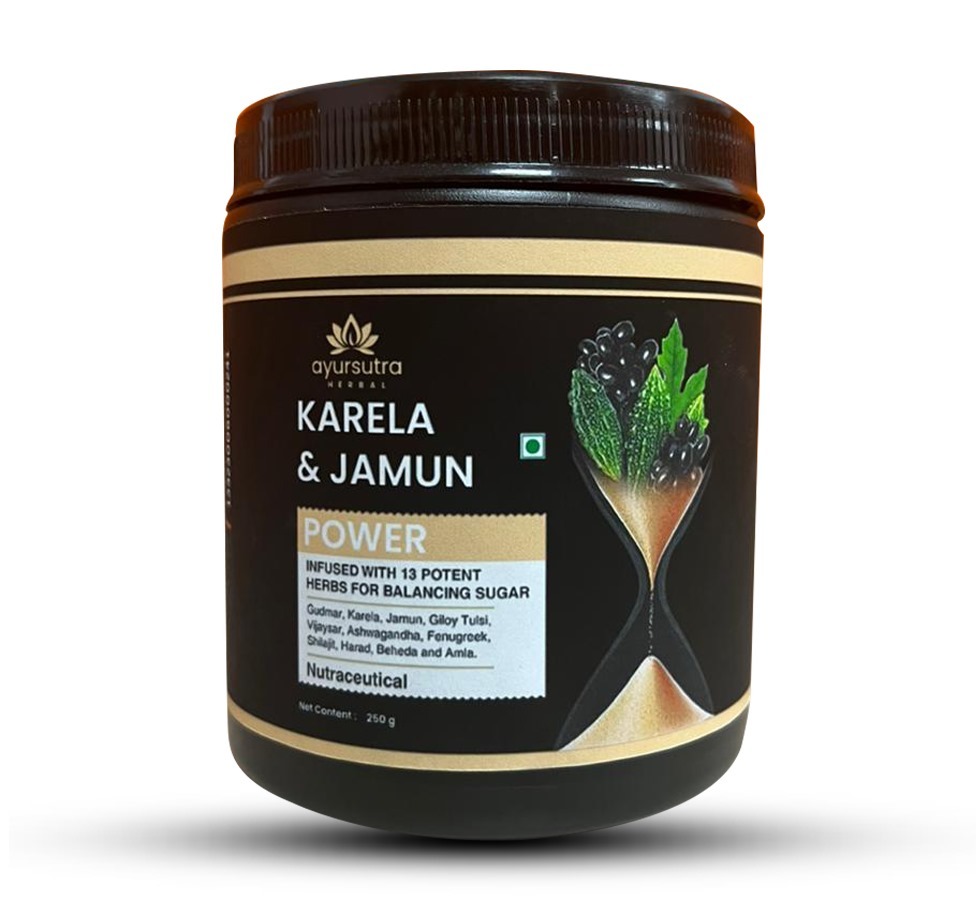 ayursutra
HERBAL
KARELA
& JAMUN
POWER
INFUSED WITH 13 POTENT
HERBS FOR BALANCING SUGAR
Gudmar, Karela, Jamun, Giloy Tulsi,
Vijaysar, Ashwagandha, Fenugreek,
Shilajit, Harad, Beheda and Amla.
Nutraceutical
Net Content : 250 g